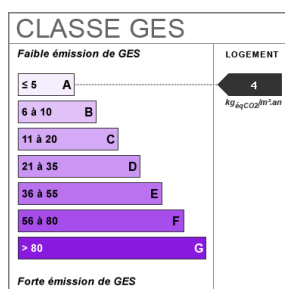 CLASSE GES
Faible émission de GES
LOGEMENT
≤ 5 A
4
kgéqCO2/m².an
6 à 10 B
11 à 20 C
21 à 35 D
36 à 55 E
56 à 80 F
> 80 G
Forte émission de GES